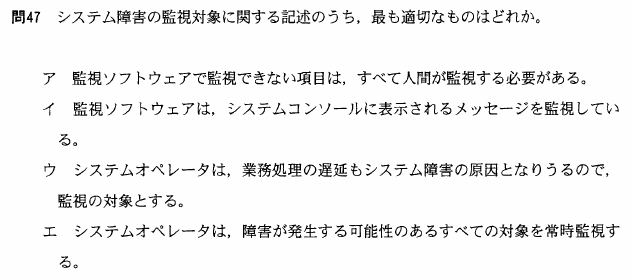 問47 システム障害の監視対象に関する記述のうち，最も適切なものはどれか。
ア 監視ソフトウェアで監視できない項目は，すべて人間が監視する必要がある。
イ 監視ソフトウェアは，システムコンソールに表示されるメッセージを監視してい
る。
ウ システムオペレータは，業務処理の遅延もシステム障害の原因となりうるので，
監視の対象とする。
エ システムオペレータは，障害が発生する可能性のあるすべての対象を常時監視す
る。